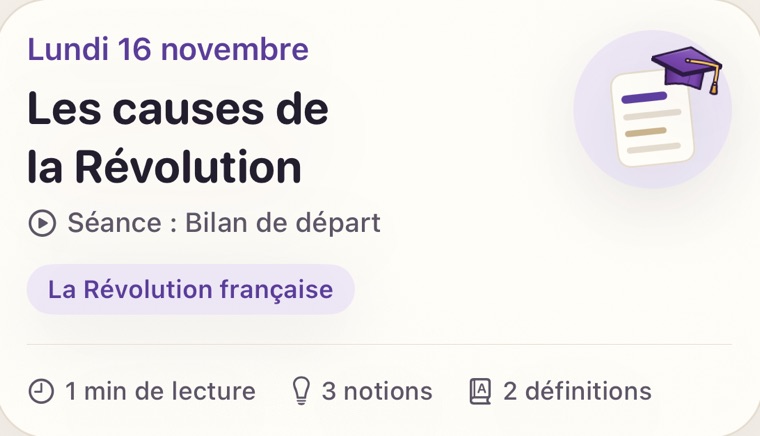 Lundi 16 novembre
Les causes de
la Révolution
Séance : Bilan de départ
La Révolution française
1 min de lecture 3 notions A 2 définitions